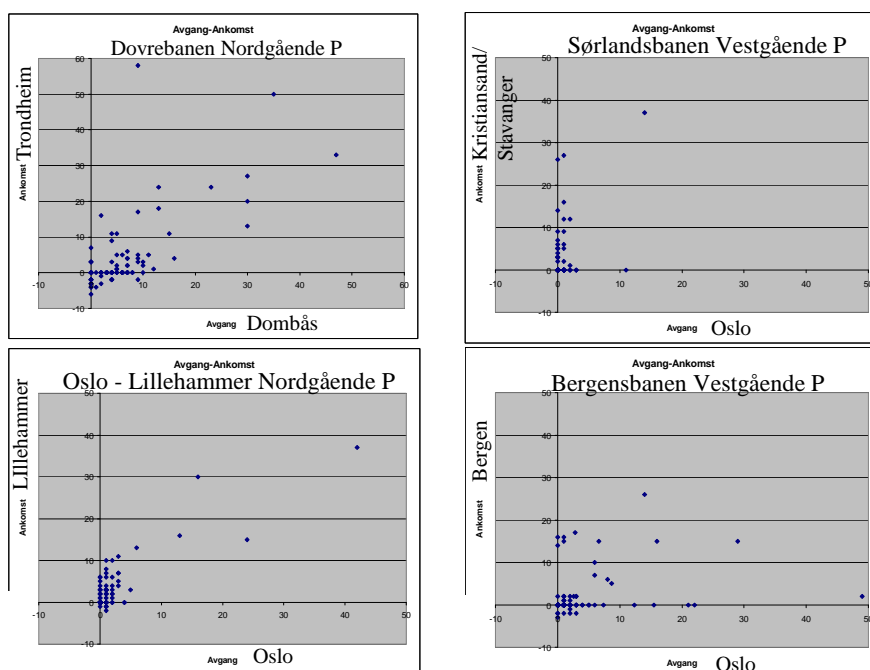 Avgang-Ankomst
Dovrebanen Nordgående P
Ankomst Trondheim
60
50
40
30
20
10
0
-10
-10 0 10 20 30 40 50 60
Avgang Dombås
Avgang-Ankomst
Sørlandsbanen Vestgående P
Ankomst Kristiansand/
Stavanger
50
40
30
20
10
0
-10
-10 0 10 20 30 40 50
Avgang Oslo
Avgang-Ankomst
Oslo - Lillehammer Nordgående P
Ankomst LIllehammer
50
40
30
20
10
0
-10
-10 0 10 20 30 40 50
Avgang Oslo
Avgang-Ankomst
Bergensbanen Vestgående P
Ankomst Bergen
50
40
30
20
10
0
-10
-10 0 10 20 30 40 50
Avgang Oslo